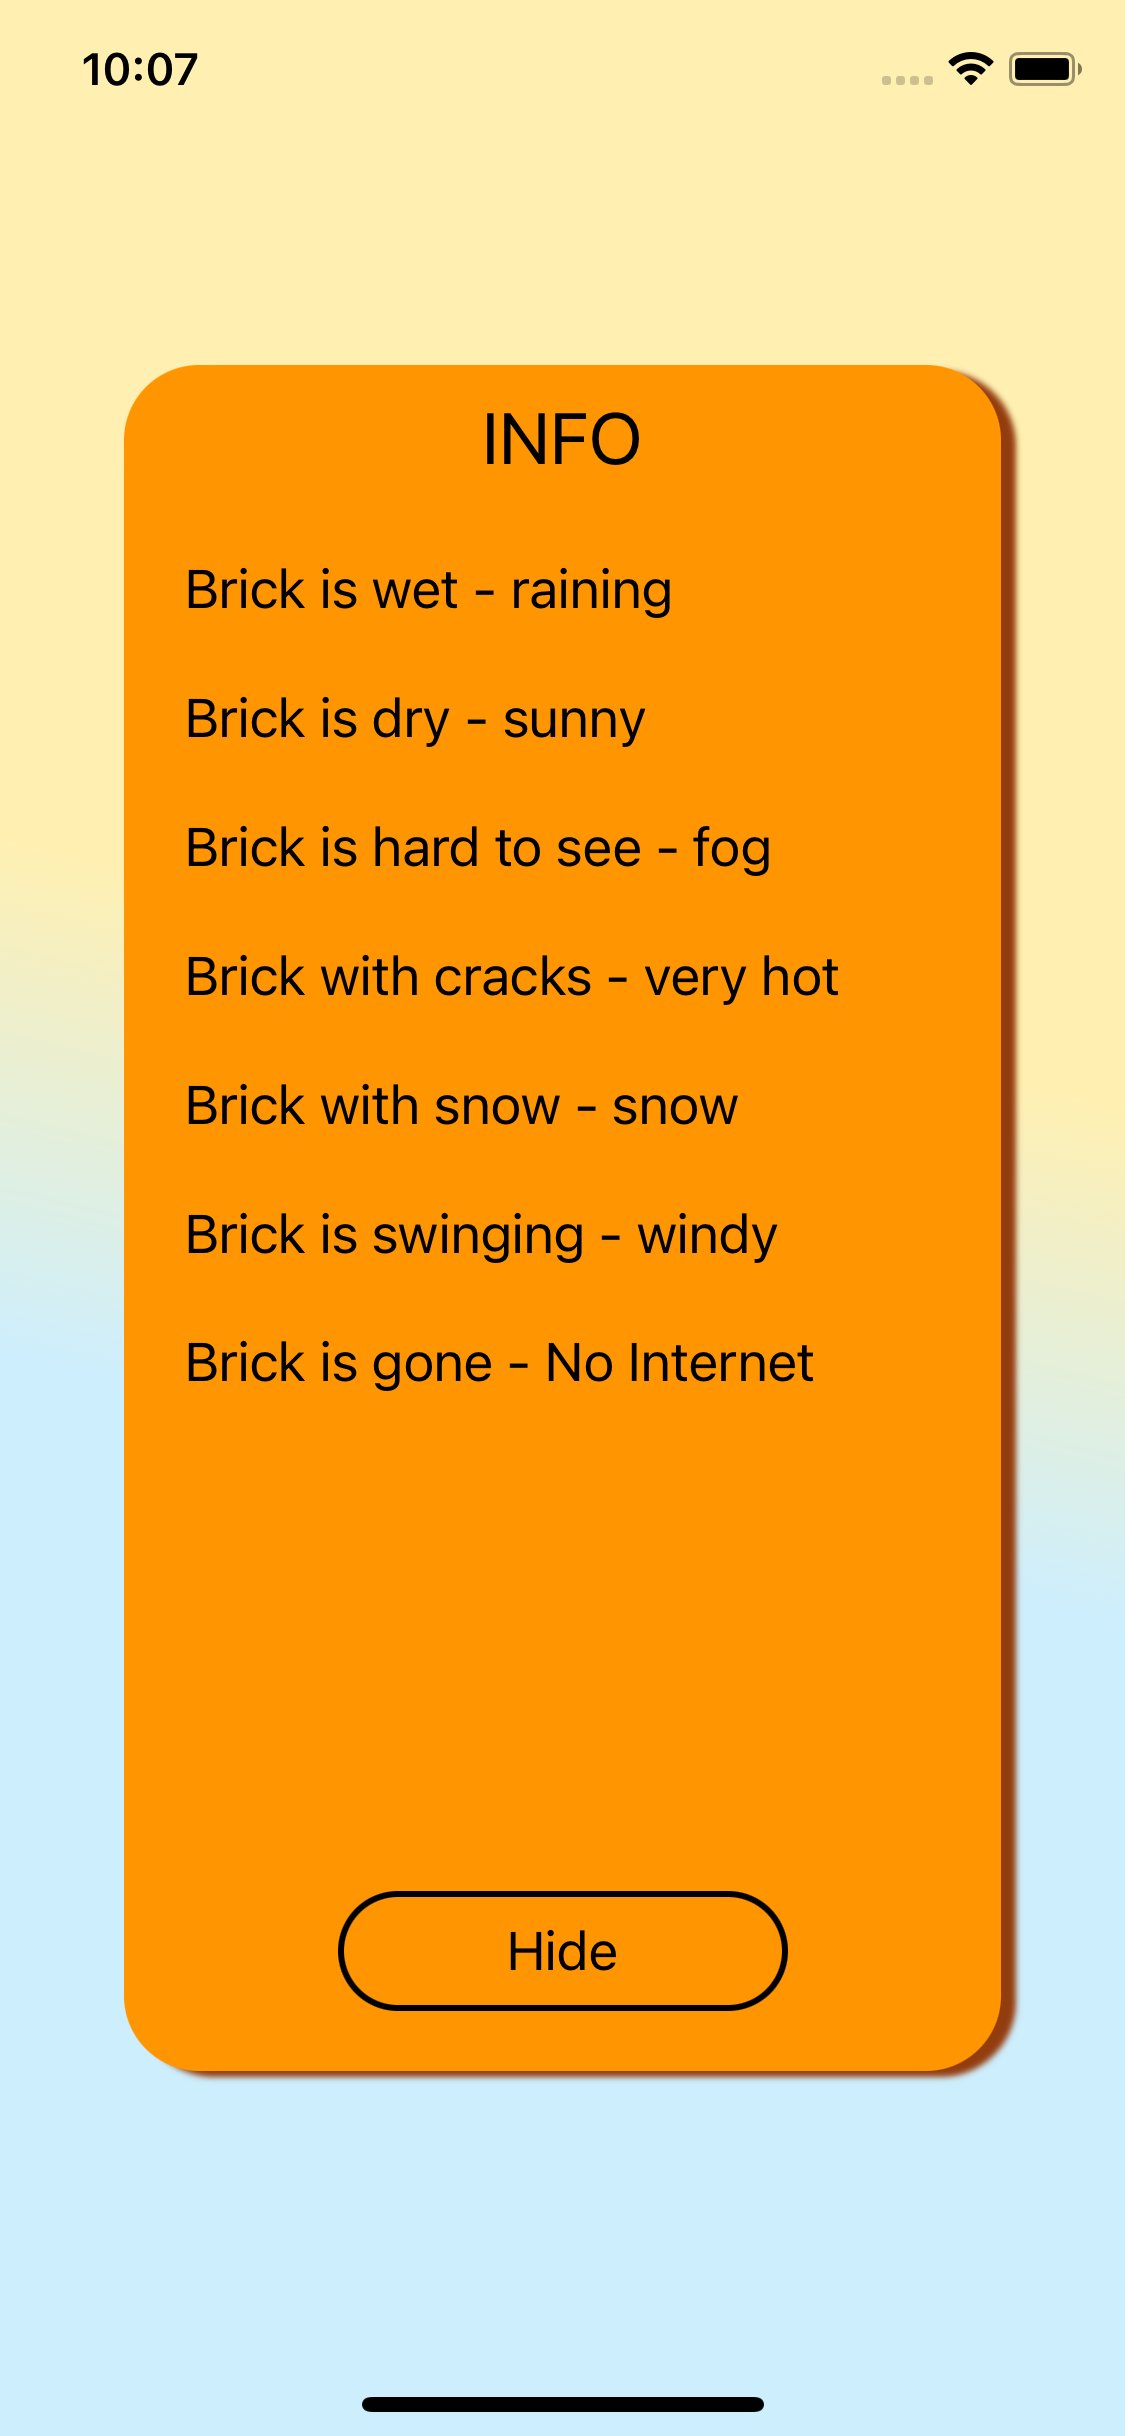 10:07
INFO
Brick is wet - raining
Brick is dry - sunny
Brick is hard to see - fog
Brick with cracks - very hot
Brick with snow - snow
Brick is swinging - windy
Brick is gone - No Internet
Hide